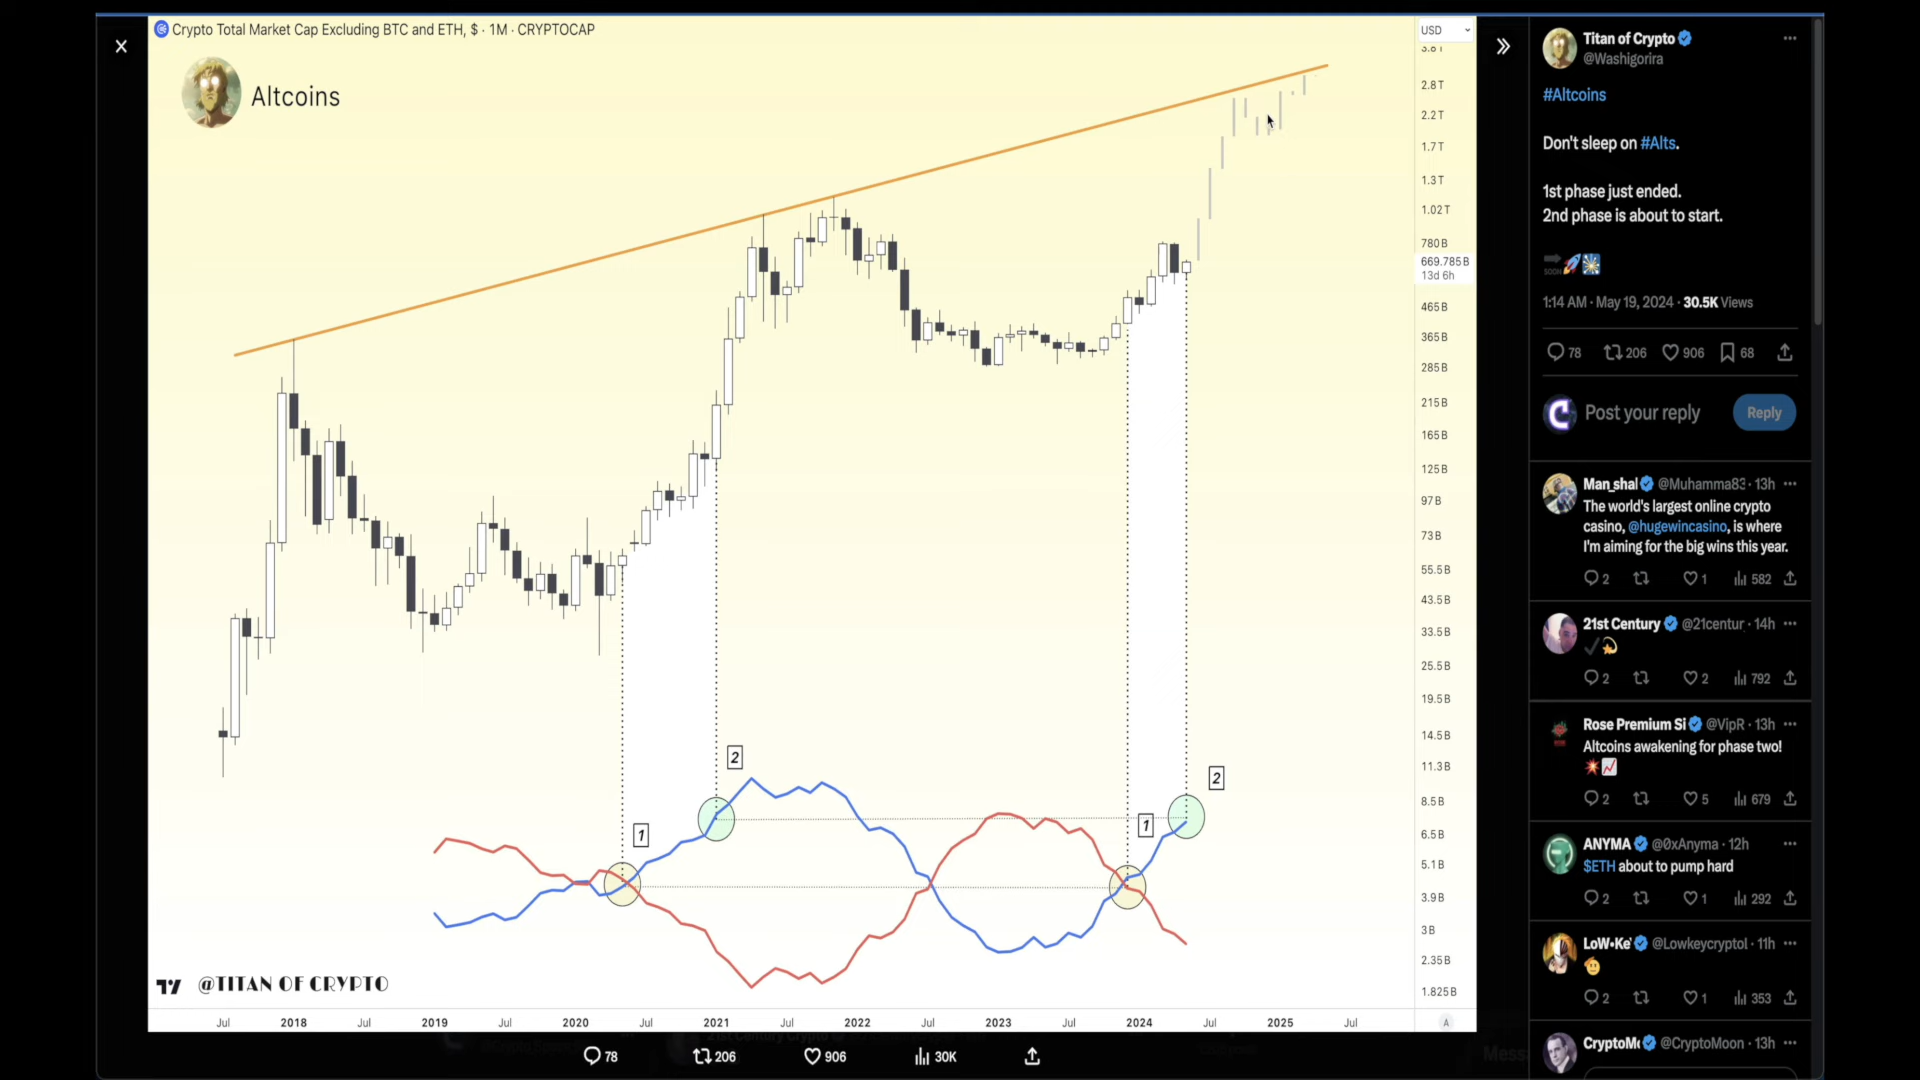 Crypto Total Market Cap Excluding BTC and ETH, $ · 1M · CRYPTOCAP
Altcoins
USD
2.8T
2.2T
1.7T
1.3T
1.02T
780B
669.785B
13d 6h
465B
365B
285B
215B
165B
125B
97B
73B
55.5B
43.5B
33.5B
25.5B
19.5B
14.5B
11.3B
8.5B
6.5B
5.1B
3.9B
3B
2.35B
1.825B
2
1
2
1
@TITAN OF CRYPTO
Jul 2018 Jul 2019 Jul 2020 Jul 2021 Jul 2022 Jul 2023 Jul 2024 Jul 2025 Jul A
78 206 906 30K
Titan of Crypto
@Washigorira
#Altcoins
Don't sleep on #Alts.
1st phase just ended.
2nd phase is about to start.
SOON
1:14 AM · May 19, 2024 · 30.5K Views
78 206 906 68
Post your reply Reply
Man_shal @Muhamma83 · 13h
The world's largest online crypto
casino, @hugewincasino, is where
I'm aiming for the big wins this year.
2 1 582
21st Century @21centur · 14h
2 2 792
Rose Premium Si @VipR · 13h
Altcoins awakening for phase two!
2 5 679
ANYMA @0xAnyma · 12h
$ETH about to pump hard
2 1 292
LoW•Ke @Lowkeycryptol · 11h
2 1 353
CryptoM @CryptoMoon · 13h